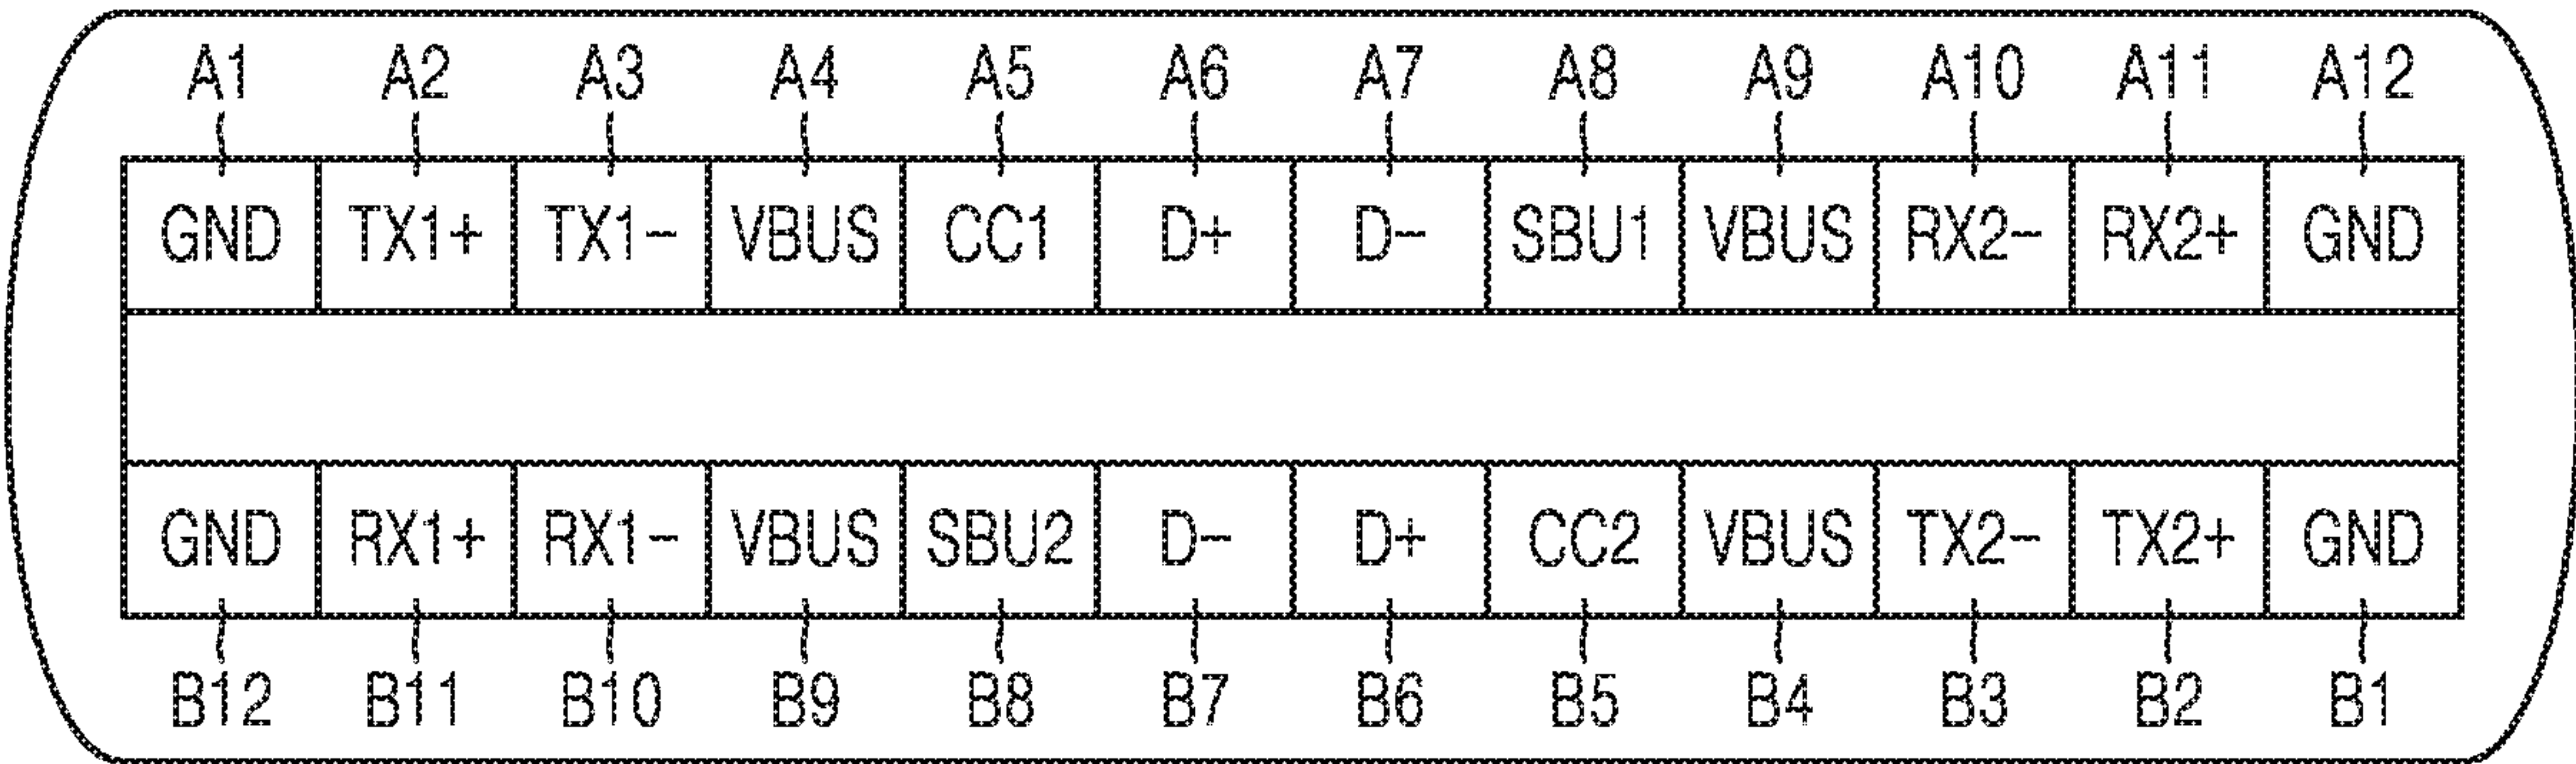 A1 A2 A3 A4 A5 A6 A7 A8 A9 A10 A11 A12
GND TX1+ TX1− VBUS CC1 D+ D− SBU1 VBUS RX2− RX2+ GND
GND RX1+ RX1− VBUS SBU2 D− D+ CC2 VBUS TX2− TX2+ GND
B12 B11 B10 B9 B8 B7 B6 B5 B4 B3 B2 B1